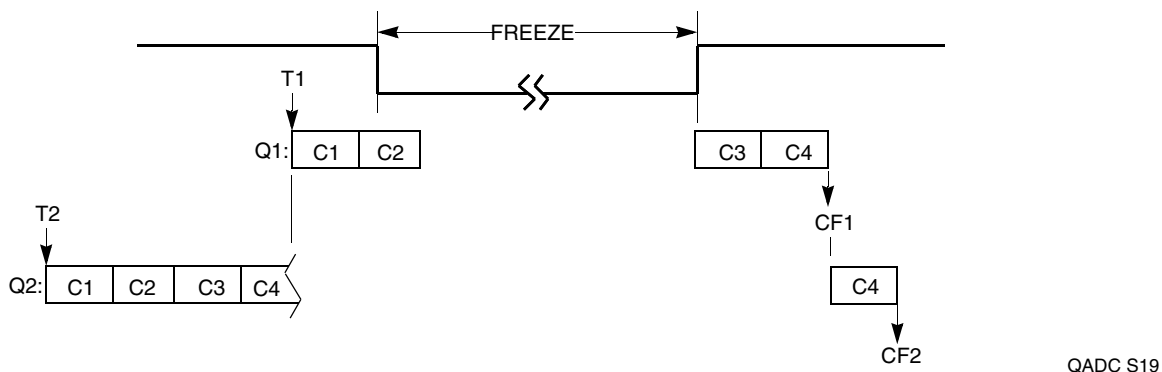 FREEZE
T1
Q1: C1 C2 C3 C4
CF1
T2
Q2: C1 C2 C3 C4 C4
CF2
QADC S19